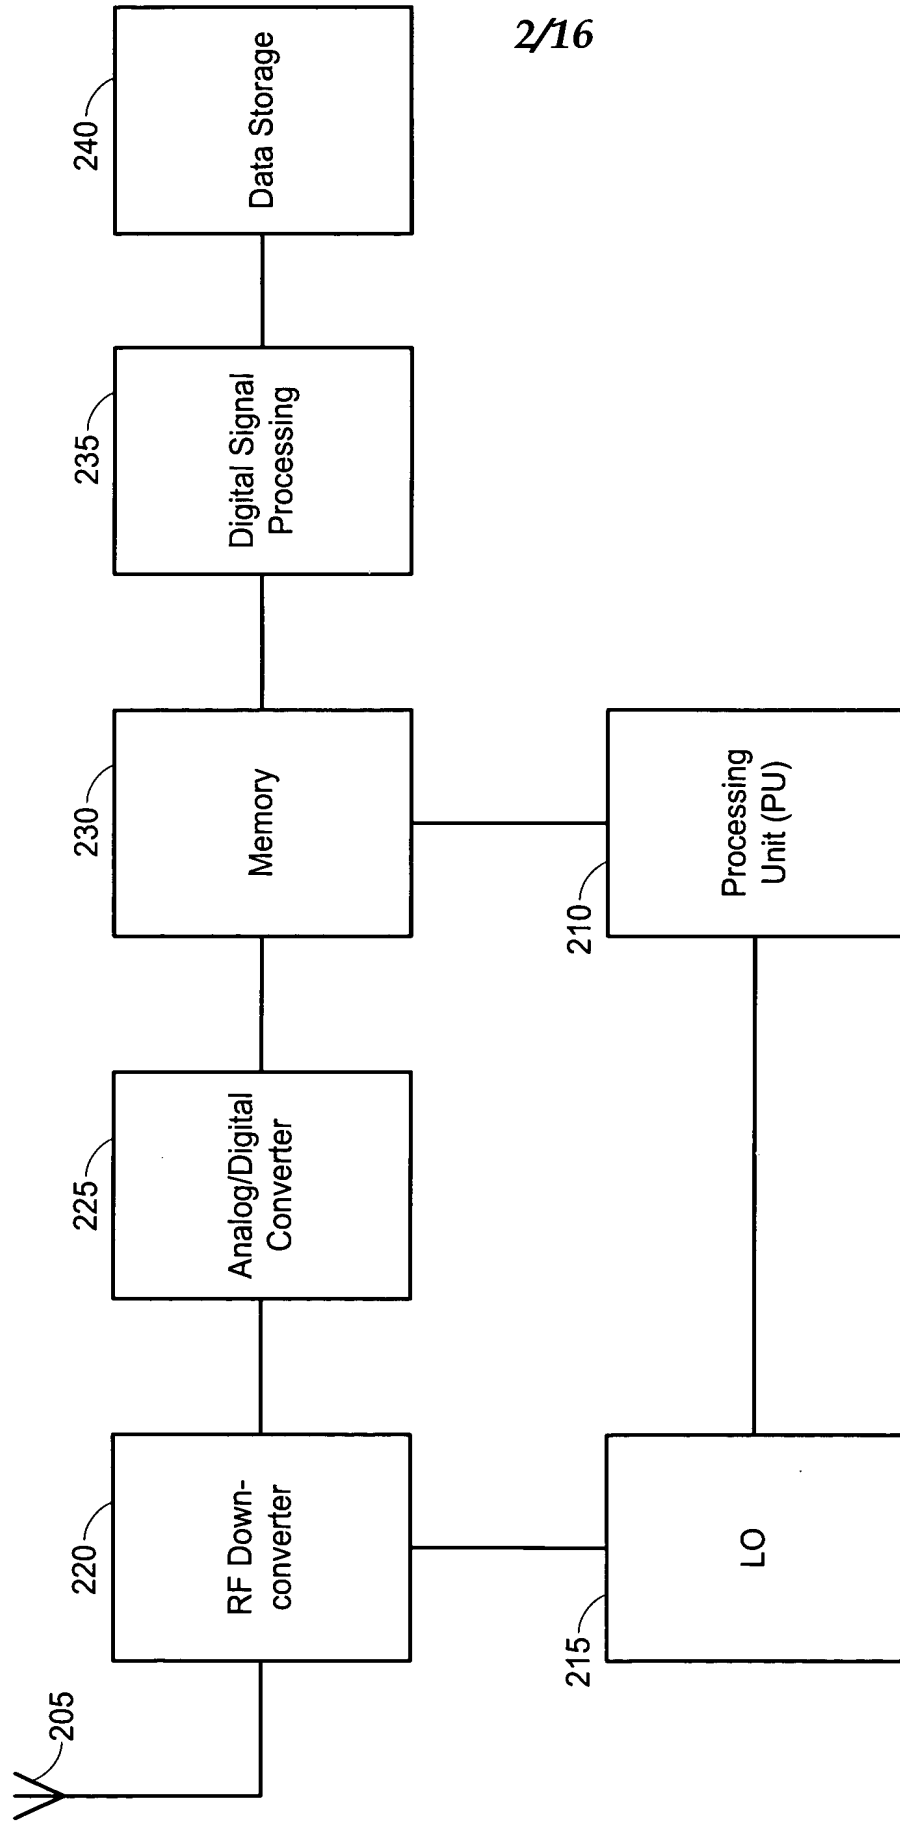 2/16
205
220
RF Down-
converter
225
Analog/Digital
Converter
230
Memory
235
Digital Signal
Processing
240
Data Storage
215
LO
210
Processing
Unit (PU)